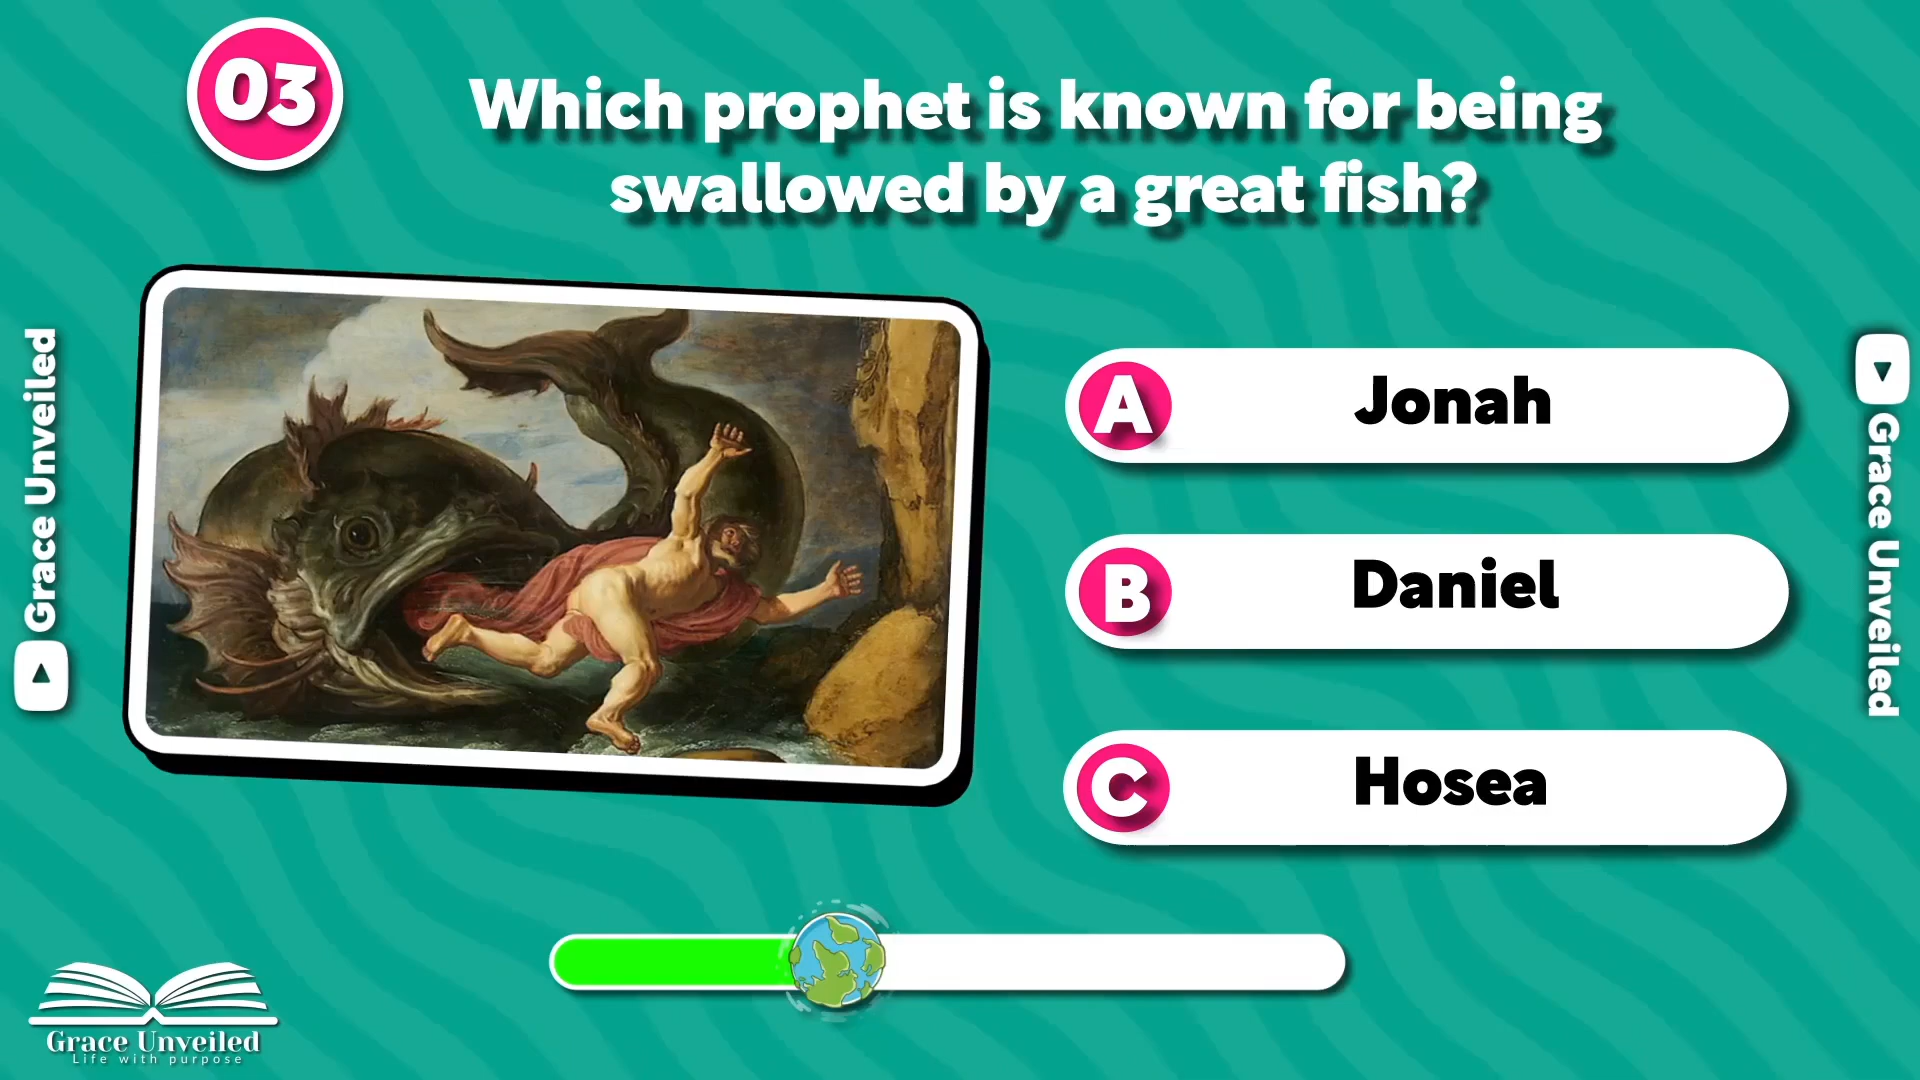 03
Which prophet is known for being
swallowed by a great fish?
Grace Unveiled
A Jonah
B Daniel
C Hosea
Grace Unveiled
Grace Unveiled
Life with purpose